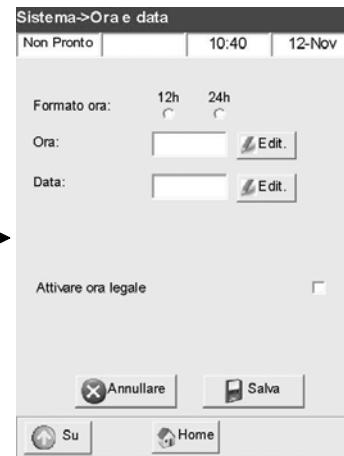 Sistema->Ora e data
Non Pronto 10:40 12-Nov
Formato ora: 12h 24h
Ora: Edit.
Data: Edit.
Attivare ora legale
Annullare Salva
Su Home